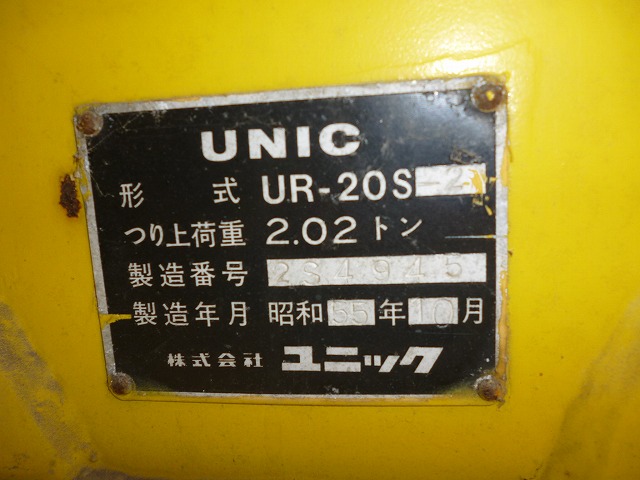 UNIC
形式 UR-20S-2
つり上荷重 2.02トン
製造番号 2S4945
製造年月 昭和55年10月
株式会社 ユニック